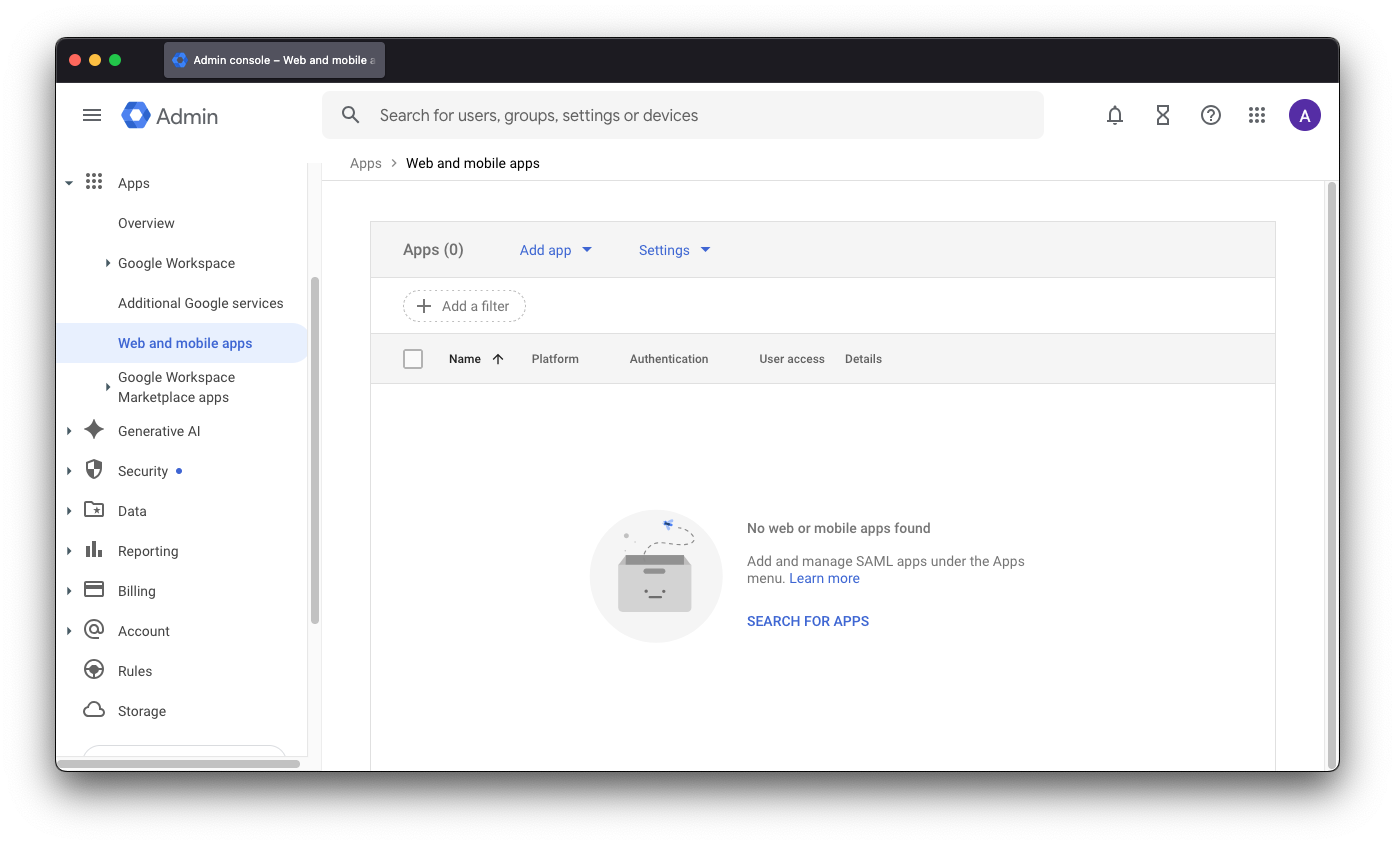 Admin console – Web and mobile a
Admin
Search for users, groups, settings or devices
A
Apps
Overview
Google Workspace
Additional Google services
Web and mobile apps
Google Workspace
Marketplace apps
Generative AI
Security
Data
Reporting
Billing
Account
Rules
Storage
Apps > Web and mobile apps
Apps (0) Add app Settings
Add a filter
Name Platform Authentication User access Details
No web or mobile apps found
Add and manage SAML apps under the Apps
menu. Learn more
SEARCH FOR APPS